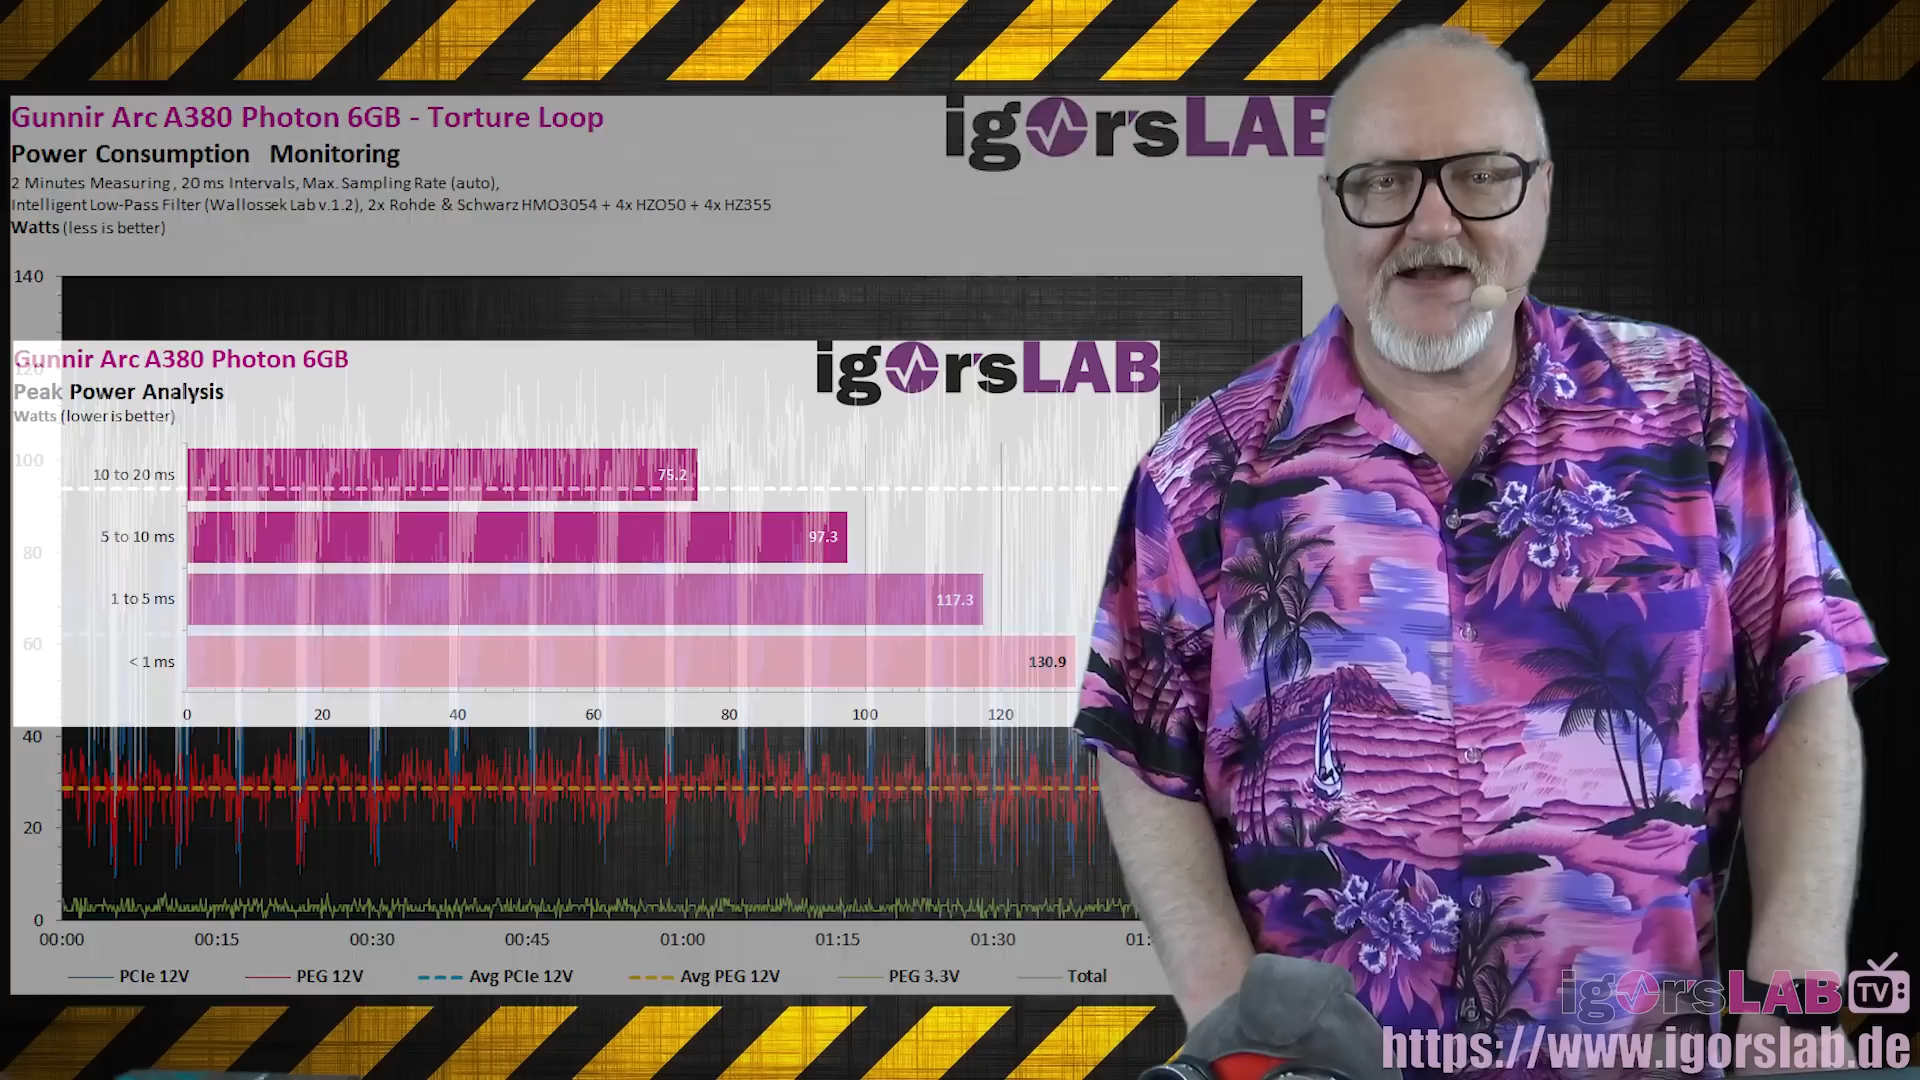 Gunnir Arc A380 Photon 6GB - Torture Loop
igorsLAB
Power Consumption Monitoring
2 Minutes Measuring , 20 ms Intervals, Max. Sampling Rate (auto),
Intelligent Low-Pass Filter (Wallossek Lab v.1.2), 2x Rohde & Schwarz HMO3054 + 4x HZO50 + 4x HZ355
Watts (less is better)
140
120
100
80
60
40
20
0
Gunnir Arc A380 Photon 6GB
igorsLAB
Peak Power Analysis
Watts (lower is better)
10 to 20 ms 75.2
5 to 10 ms 97.3
1 to 5 ms 117.3
< 1 ms 130.9
0 20 40 60 80 100 120
00:00 00:15 00:30 00:45 01:00 01:15 01:30
PCIe 12V PEG 12V Avg PCIe 12V Avg PEG 12V PEG 3.3V Total
igorsLAB TV
https://www.igorslab.de